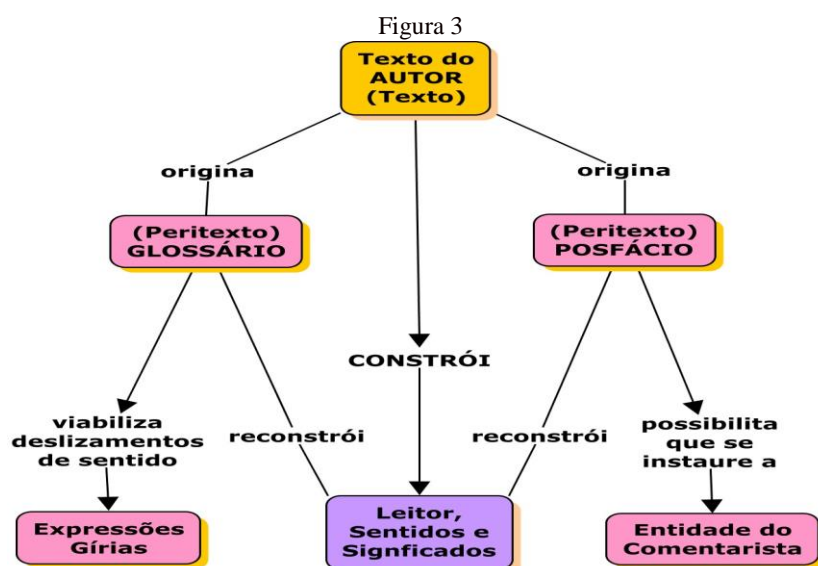 Figura 3
Texto do
AUTOR
(Texto)
origina
origina
(Peritexto)
GLOSSÁRIO
(Peritexto)
POSFÁCIO
CONSTRÓI
viabiliza
deslizamentos
de sentido
reconstrói
reconstrói
possibilita
que se
instaure a
Expressões
Gírias
Leitor,
Sentidos e
Signficados
Entidade do
Comentarista